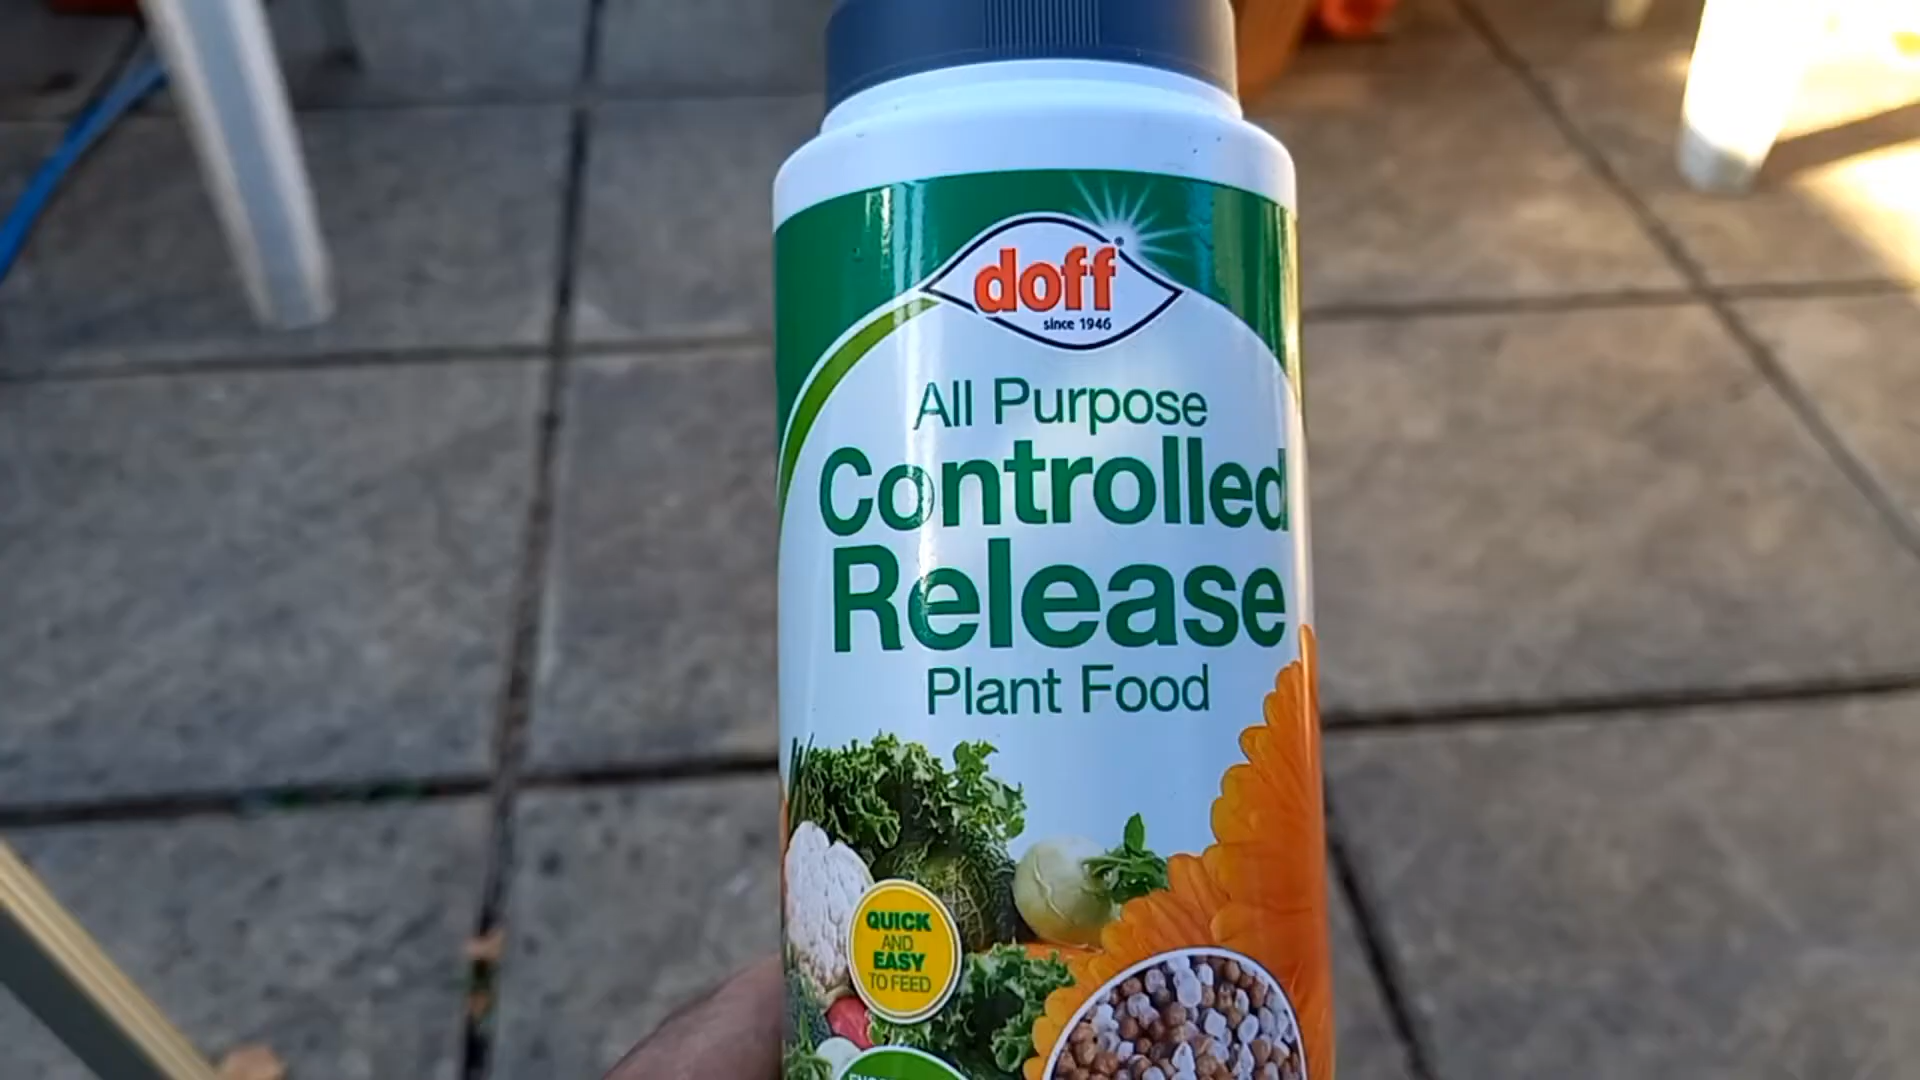 doff
since 1946
All Purpose
Controlled
Release
Plant Food
QUICK
AND
EASY
TO FEED